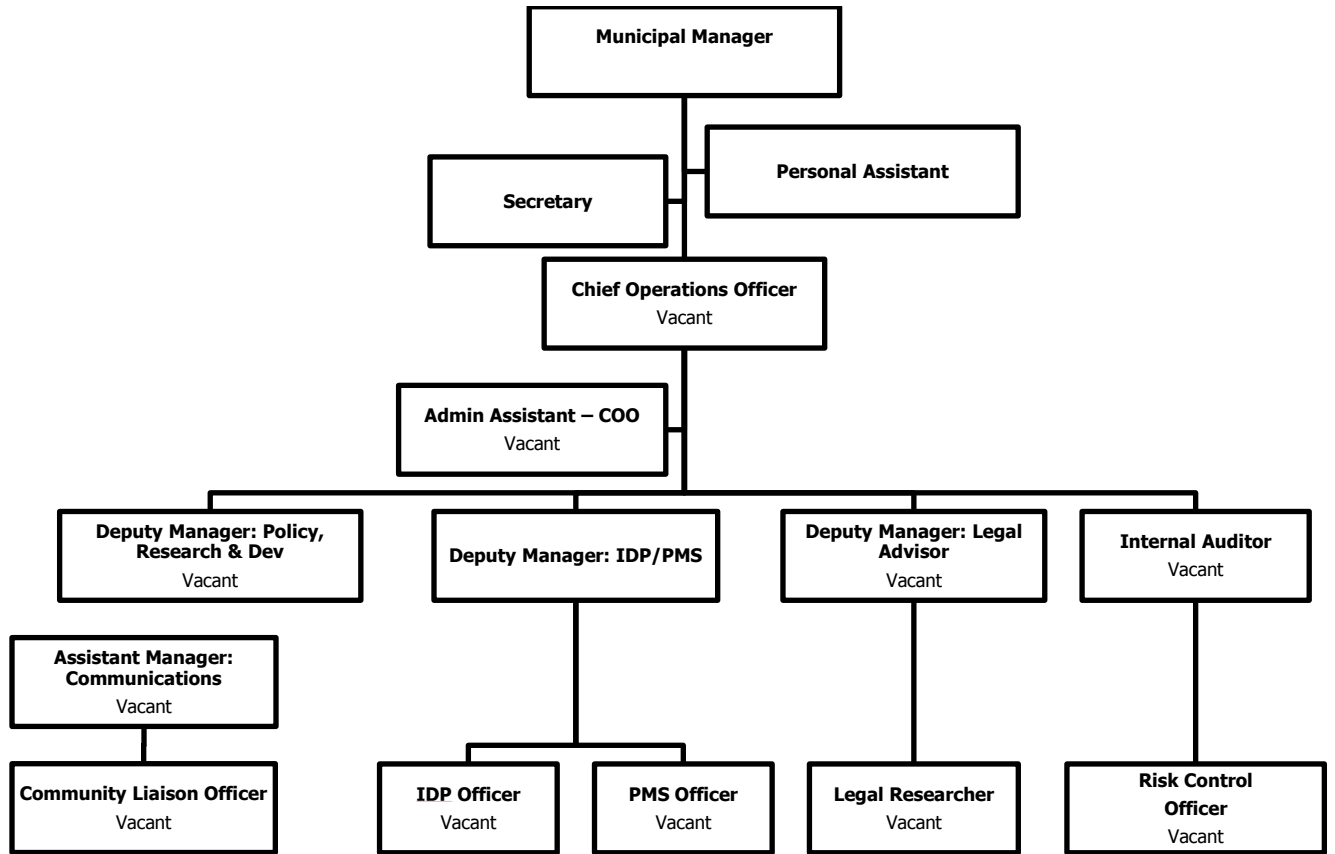 Municipal Manager
Personal Assistant
Secretary
Chief Operations Officer
Vacant
Admin Assistant – COO
Vacant
Deputy Manager: Policy,
Research & Dev
Vacant
Deputy Manager: IDP/PMS
Deputy Manager: Legal
Advisor
Vacant
Internal Auditor
Vacant
Assistant Manager:
Communications
Vacant
Community Liaison Officer
Vacant
IDP Officer
Vacant
PMS Officer
Vacant
Legal Researcher
Vacant
Risk Control
Officer
Vacant